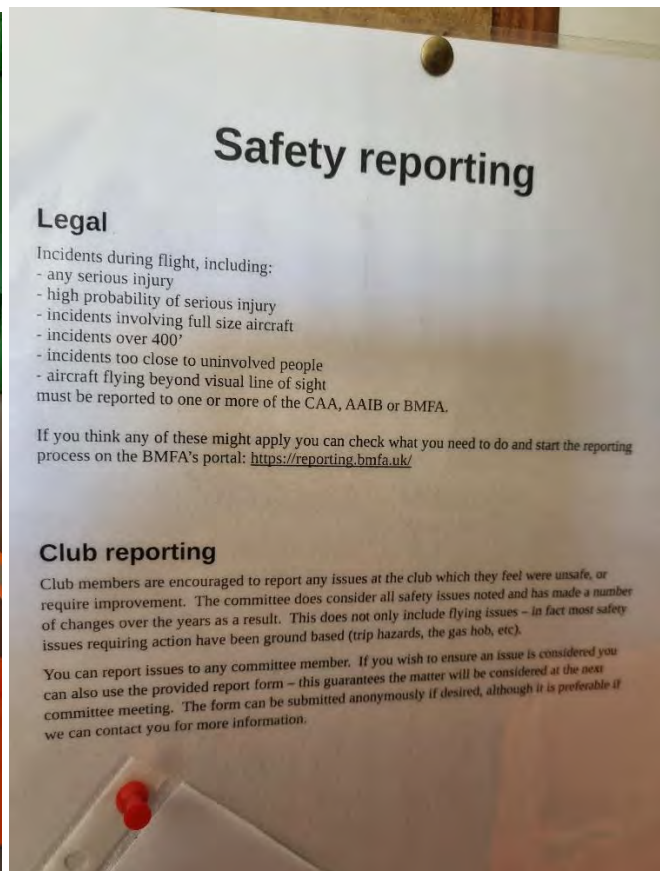 Safety reporting
Legal
Incidents during flight, including:
- any serious injury
- high probability of serious injury
- incidents involving full size aircraft
- incidents over 400'
- incidents too close to uninvolved people
- aircraft flying beyond visual line of sight
must be reported to one or more of the CAA, AAIB or BMFA.
If you think any of these might apply you can check what you need to do and start the reporting
process on the BMFA's portal: https://reporting.bmfa.uk/
Club reporting
Club members are encouraged to report any issues at the club which they feel were unsafe, or
require improvement. The committee does consider all safety issues noted and has made a number
of changes over the years as a result. This does not only include flying issues – in fact most safety
issues requiring action have been ground based (trip hazards, the gas hob, etc).
You can report issues to any committee member. If you wish to ensure an issue is considered you
can also use the provided report form – this guarantees the matter will be considered at the next
committee meeting. The form can be submitted anonymously if desired, although it is preferable if
we can contact you for more information.